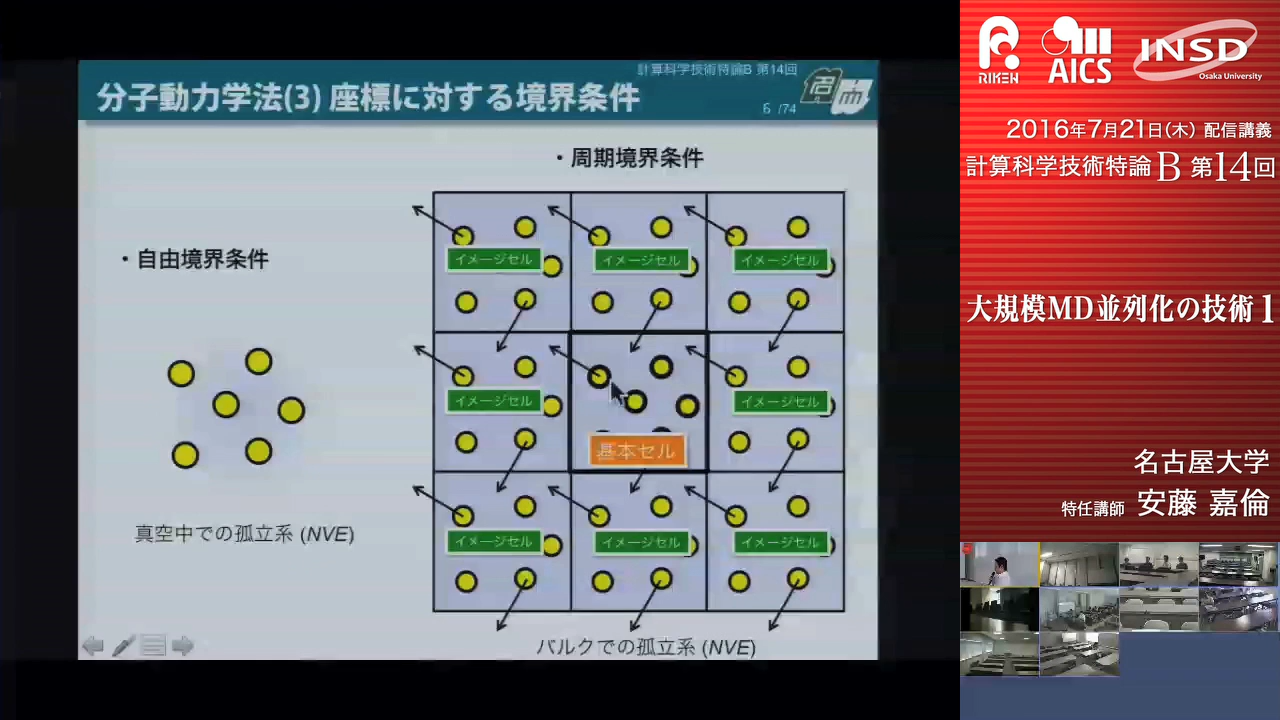 計算科学技術特論B 第14回
分子動力学法(3) 座標に対する境界条件
6 /74
・周期境界条件
・自由境界条件
イメージセル
イメージセル
イメージセル
イメージセル
イメージセル
基本セル
イメージセル
イメージセル
イメージセル
真空中での孤立系 (NVE)
バルクでの孤立系 (NVE)
RIKEN
AICS
INSD
Osaka University
2016年7月21日(木) 配信講義
計算科学技術特論 B 第14回
大規模MD並列化の技術1
名古屋大学
特任講師 安藤 嘉倫